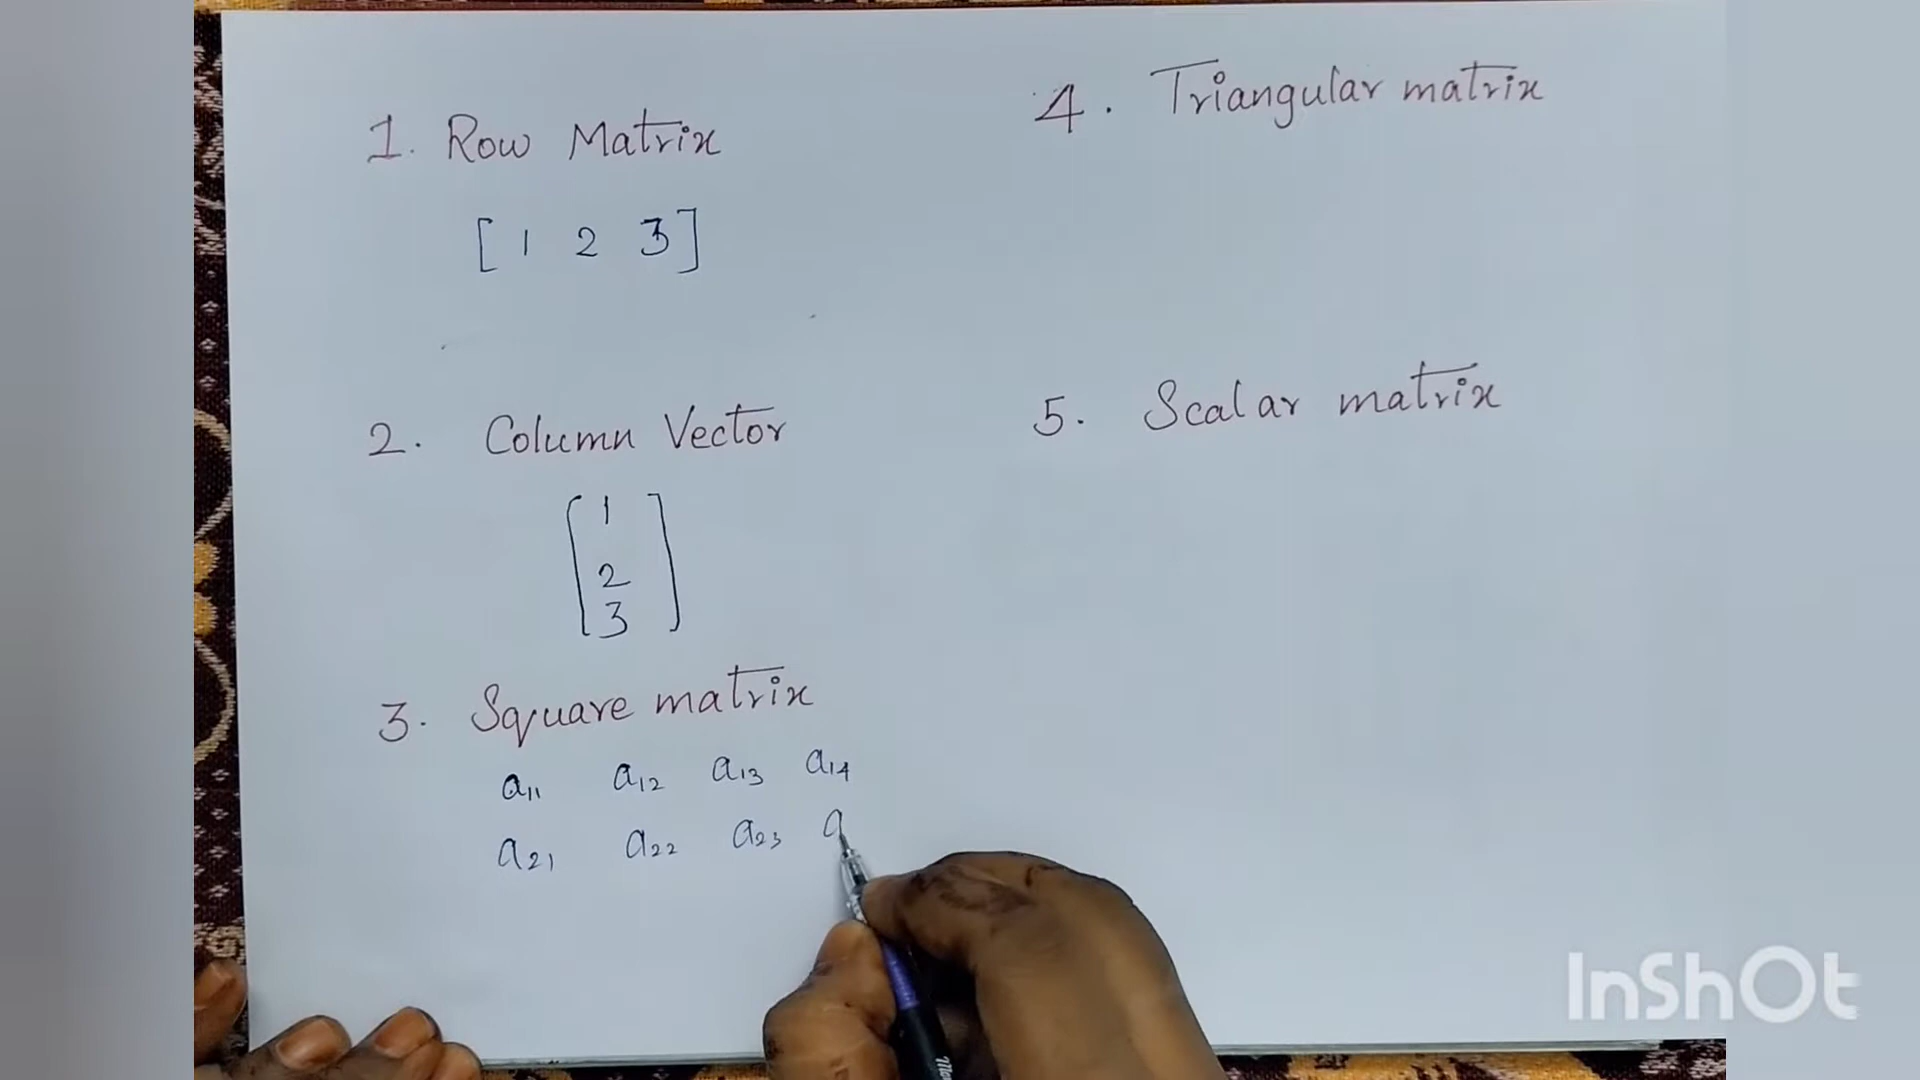 1. Row Matrix
[ 1 2 3 ]
2. Column Vector
[ 1
2
3 ]
3. Square matrix
a11 a12 a13 a14
a21 a22 a23 a
4. Triangular matrix
5. Scalar matrix
InShOt